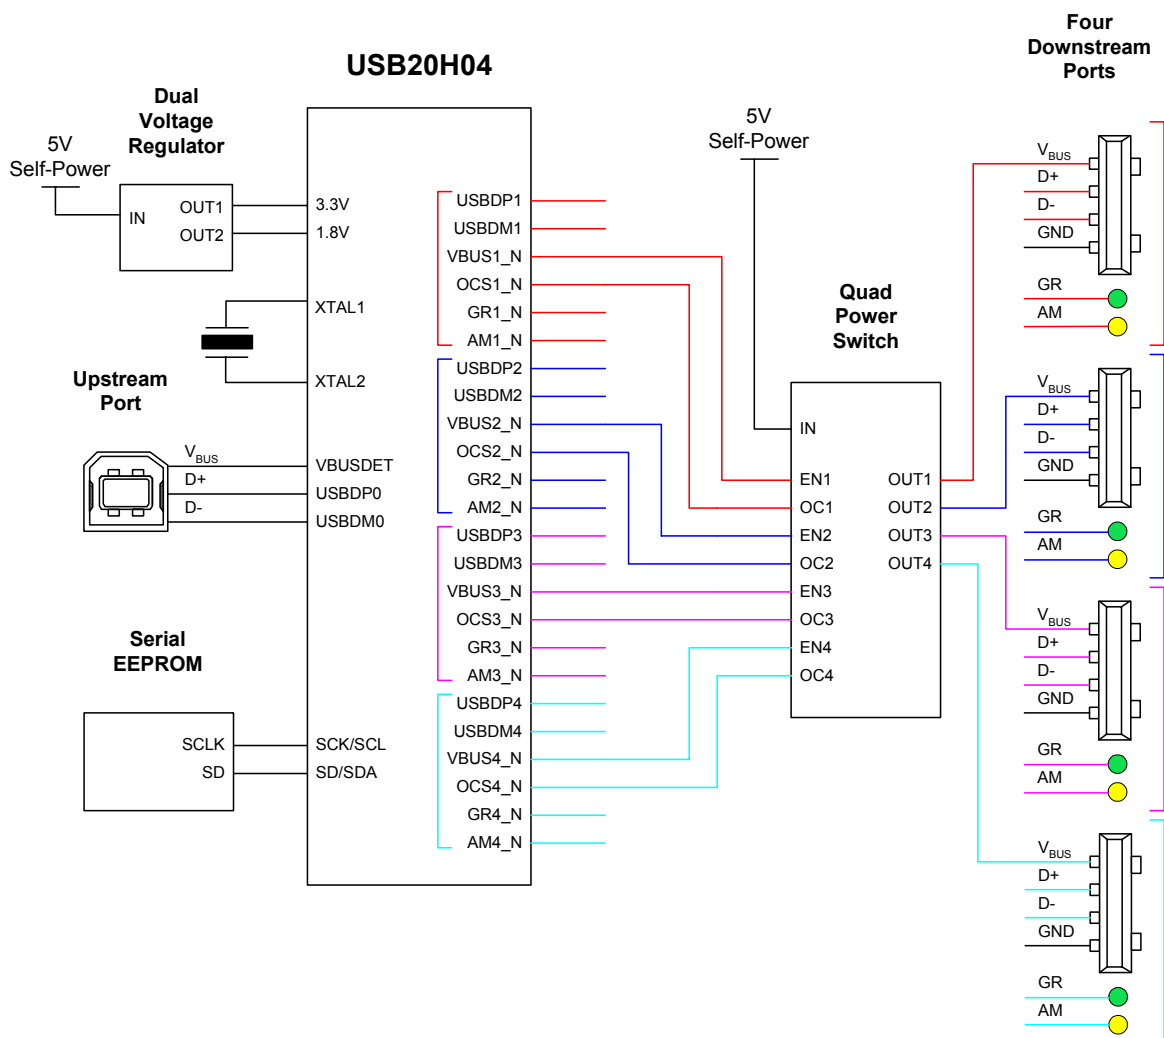 Four
Downstream
Ports
USB20H04
Dual
Voltage
Regulator
5V
Self-Power
IN
OUT1
OUT2
3.3V
1.8V
XTAL1
XTAL2
Upstream
Port
VBUS
D+
D-
VBUSDET
USBDP0
USBDM0
Serial
EEPROM
SCLK
SD
SCK/SCL
SD/SDA
USBDP1
USBDM1
VBUS1_N
OCS1_N
GR1_N
AM1_N
USBDP2
USBDM2
VBUS2_N
OCS2_N
GR2_N
AM2_N
USBDP3
USBDM3
VBUS3_N
OCS3_N
GR3_N
AM3_N
USBDP4
USBDM4
VBUS4_N
OCS4_N
GR4_N
AM4_N
5V
Self-Power
Quad
Power
Switch
IN
EN1
OC1
EN2
OC2
EN3
OC3
EN4
OC4
OUT1
OUT2
OUT3
OUT4
VBUS
D+
D-
GND
GR
AM
VBUS
D+
D-
GND
GR
AM
VBUS
D+
D-
GND
GR
AM
VBUS
D+
D-
GND
GR
AM